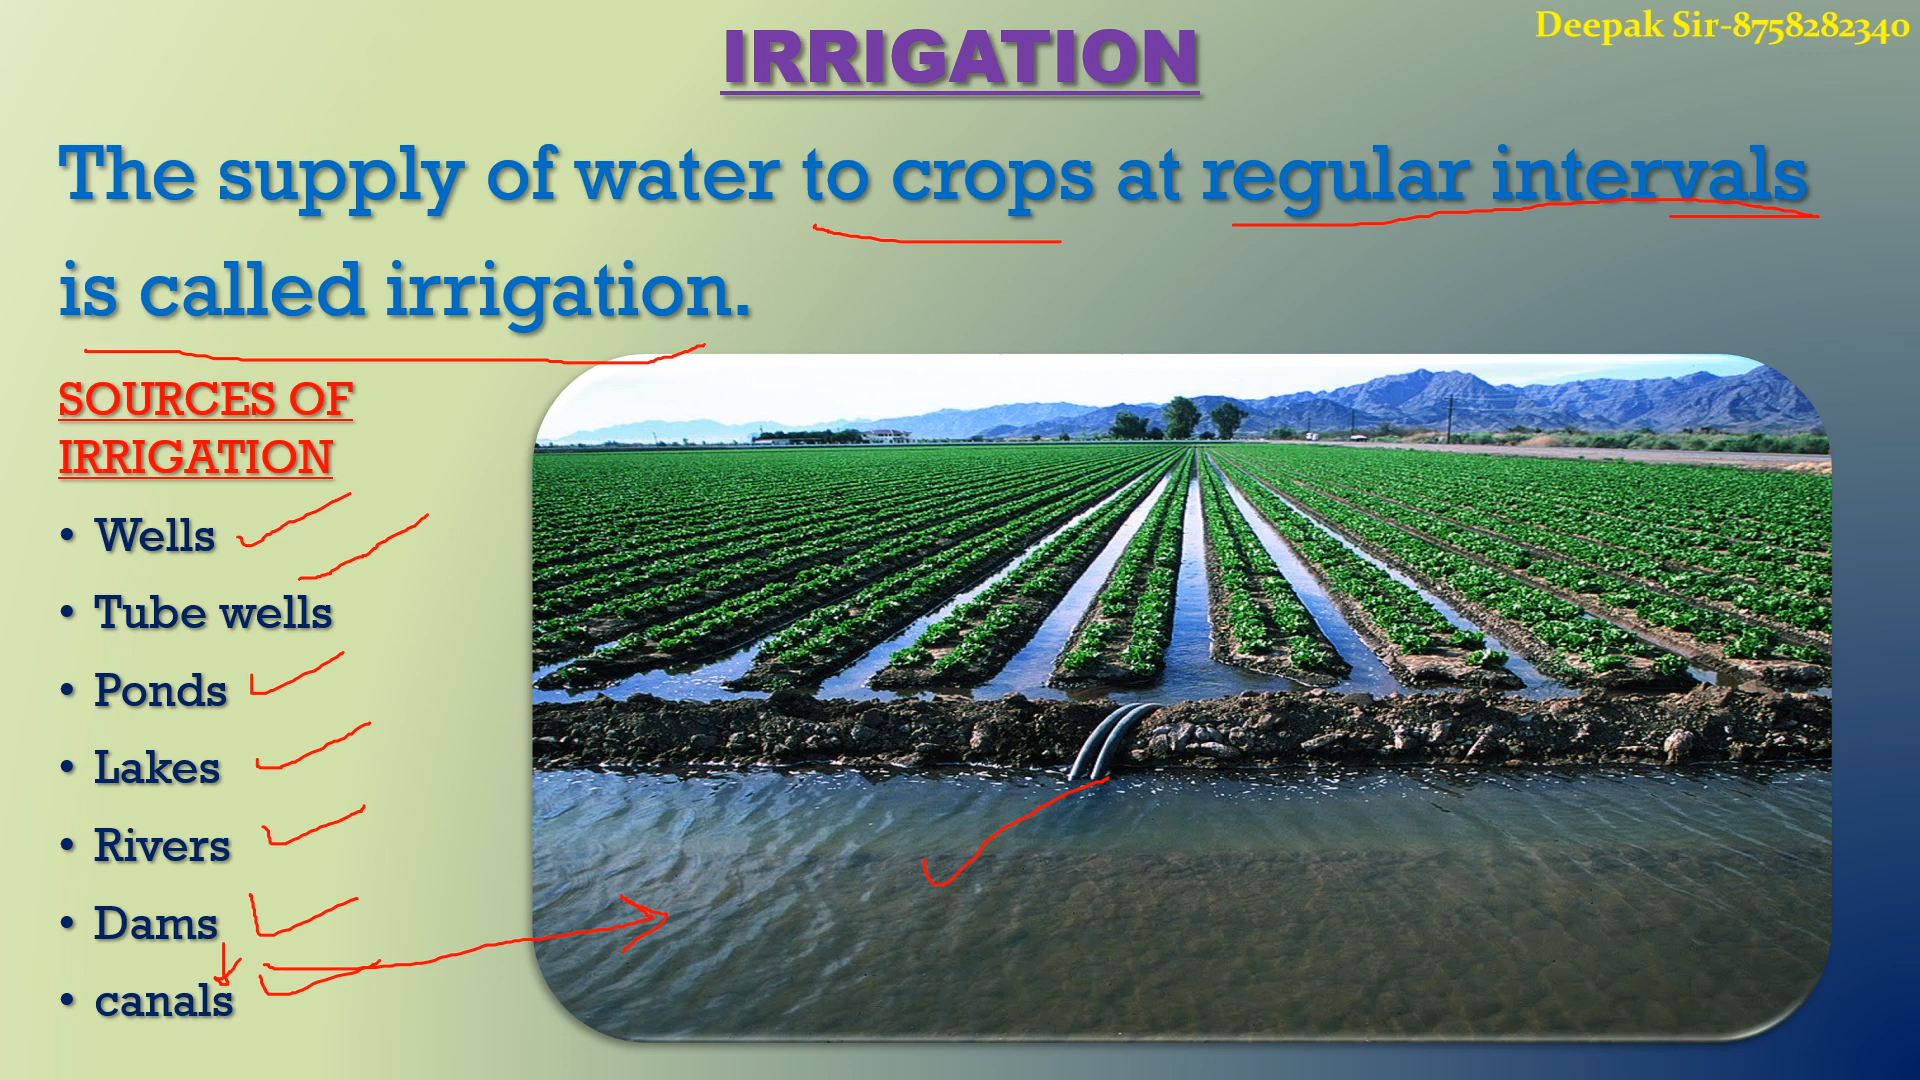 Deepak Sir-8758282340
IRRIGATION
The supply of water to crops at regular intervals
is called irrigation.
SOURCES OF
IRRIGATION
• Wells
• Tube wells
• Ponds
• Lakes
• Rivers
• Dams
• canals